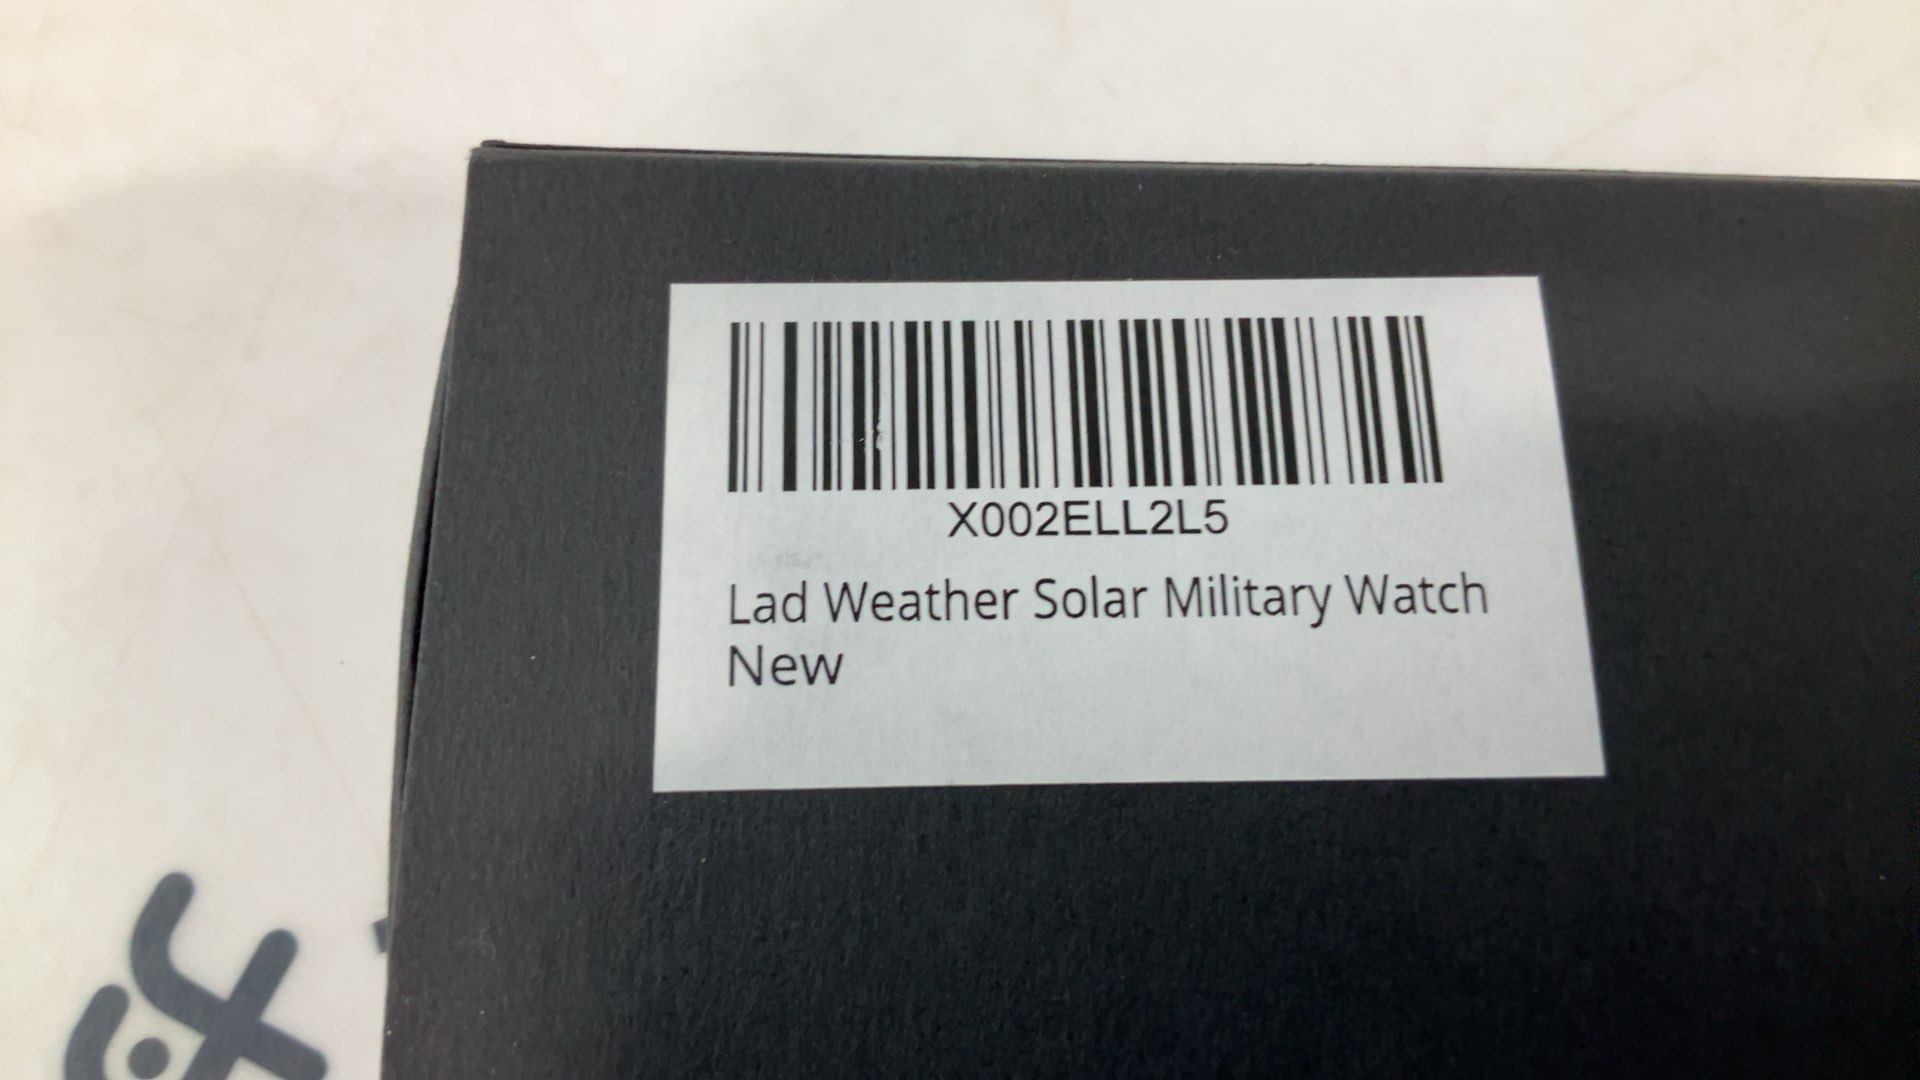 X002ELL2L5
Lad Weather Solar Military Watch
New